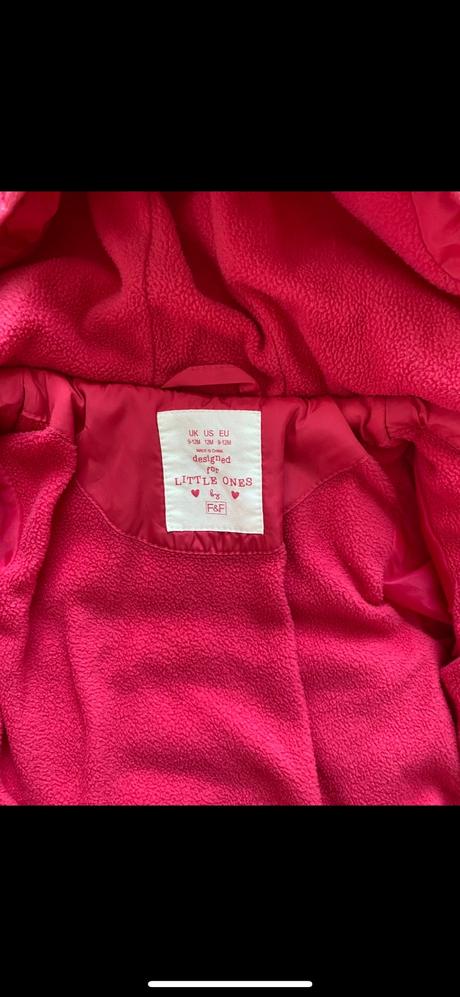 UK US EU
9-12M 12M 9-12M
MADE IN CHINA
designed
for
LITTLE ONES
by
F&F